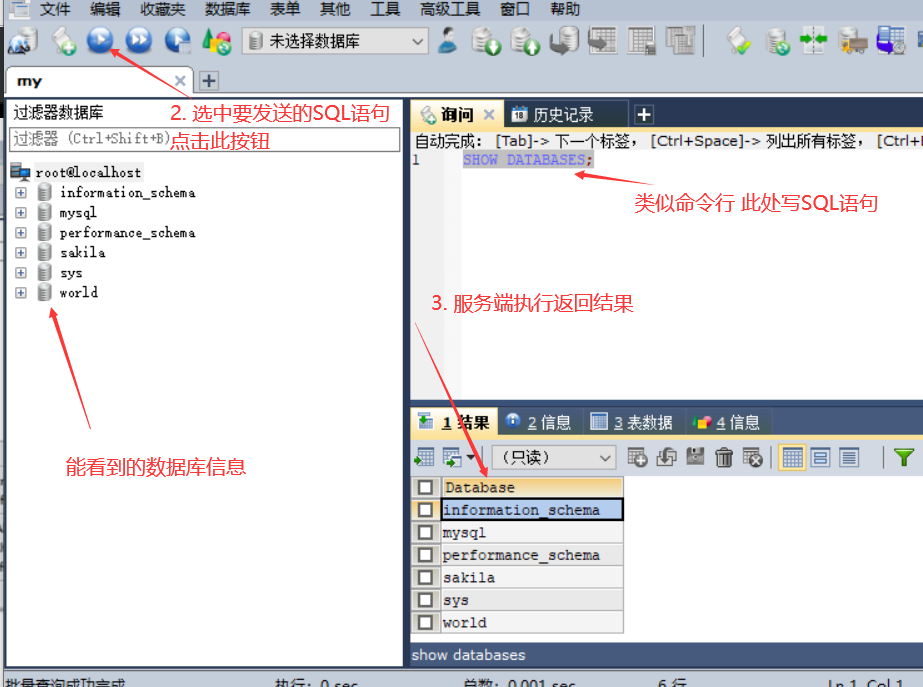 文件 编辑 收藏夹 数据库 表单 其他 工具 高级工具 窗口 帮助
未选择数据库
my
过滤器数据库
2. 选中要发送的SQL语句
过滤器 (Ctrl+Shift+B)
点击此按钮
root@localhost
information_schema
mysql
performance_schema
sakila
sys
world
能看到的数据库信息
询问 历史记录
自动完成: [Tab]-> 下一个标签, [Ctrl+Space]-> 列出所有标签, [Ctrl+
1 SHOW DATABASES;
类似命令行 此处写SQL语句
3. 服务端执行返回结果
1 结果 2 信息 3 表数据 4 信息
(只读)
Database
information_schema
mysql
performance_schema
sakila
sys
world
show databases
批量查询成功完成 执行: 0 sec 总数: 0.001 sec 6 行 Ln 1, Col 1